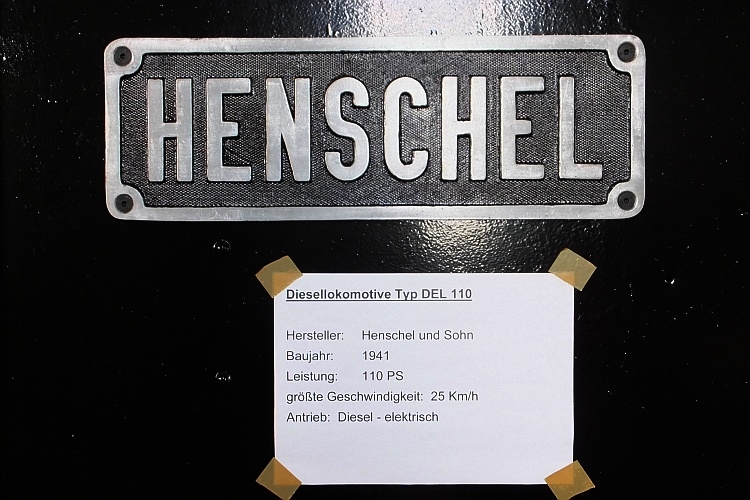 HENSCHEL
Diesellokomotive Typ DEL 110
Hersteller: Henschel und Sohn
Baujahr: 1941
Leistung: 110 PS
größte Geschwindigkeit: 25 Km/h
Antrieb: Diesel - elektrisch